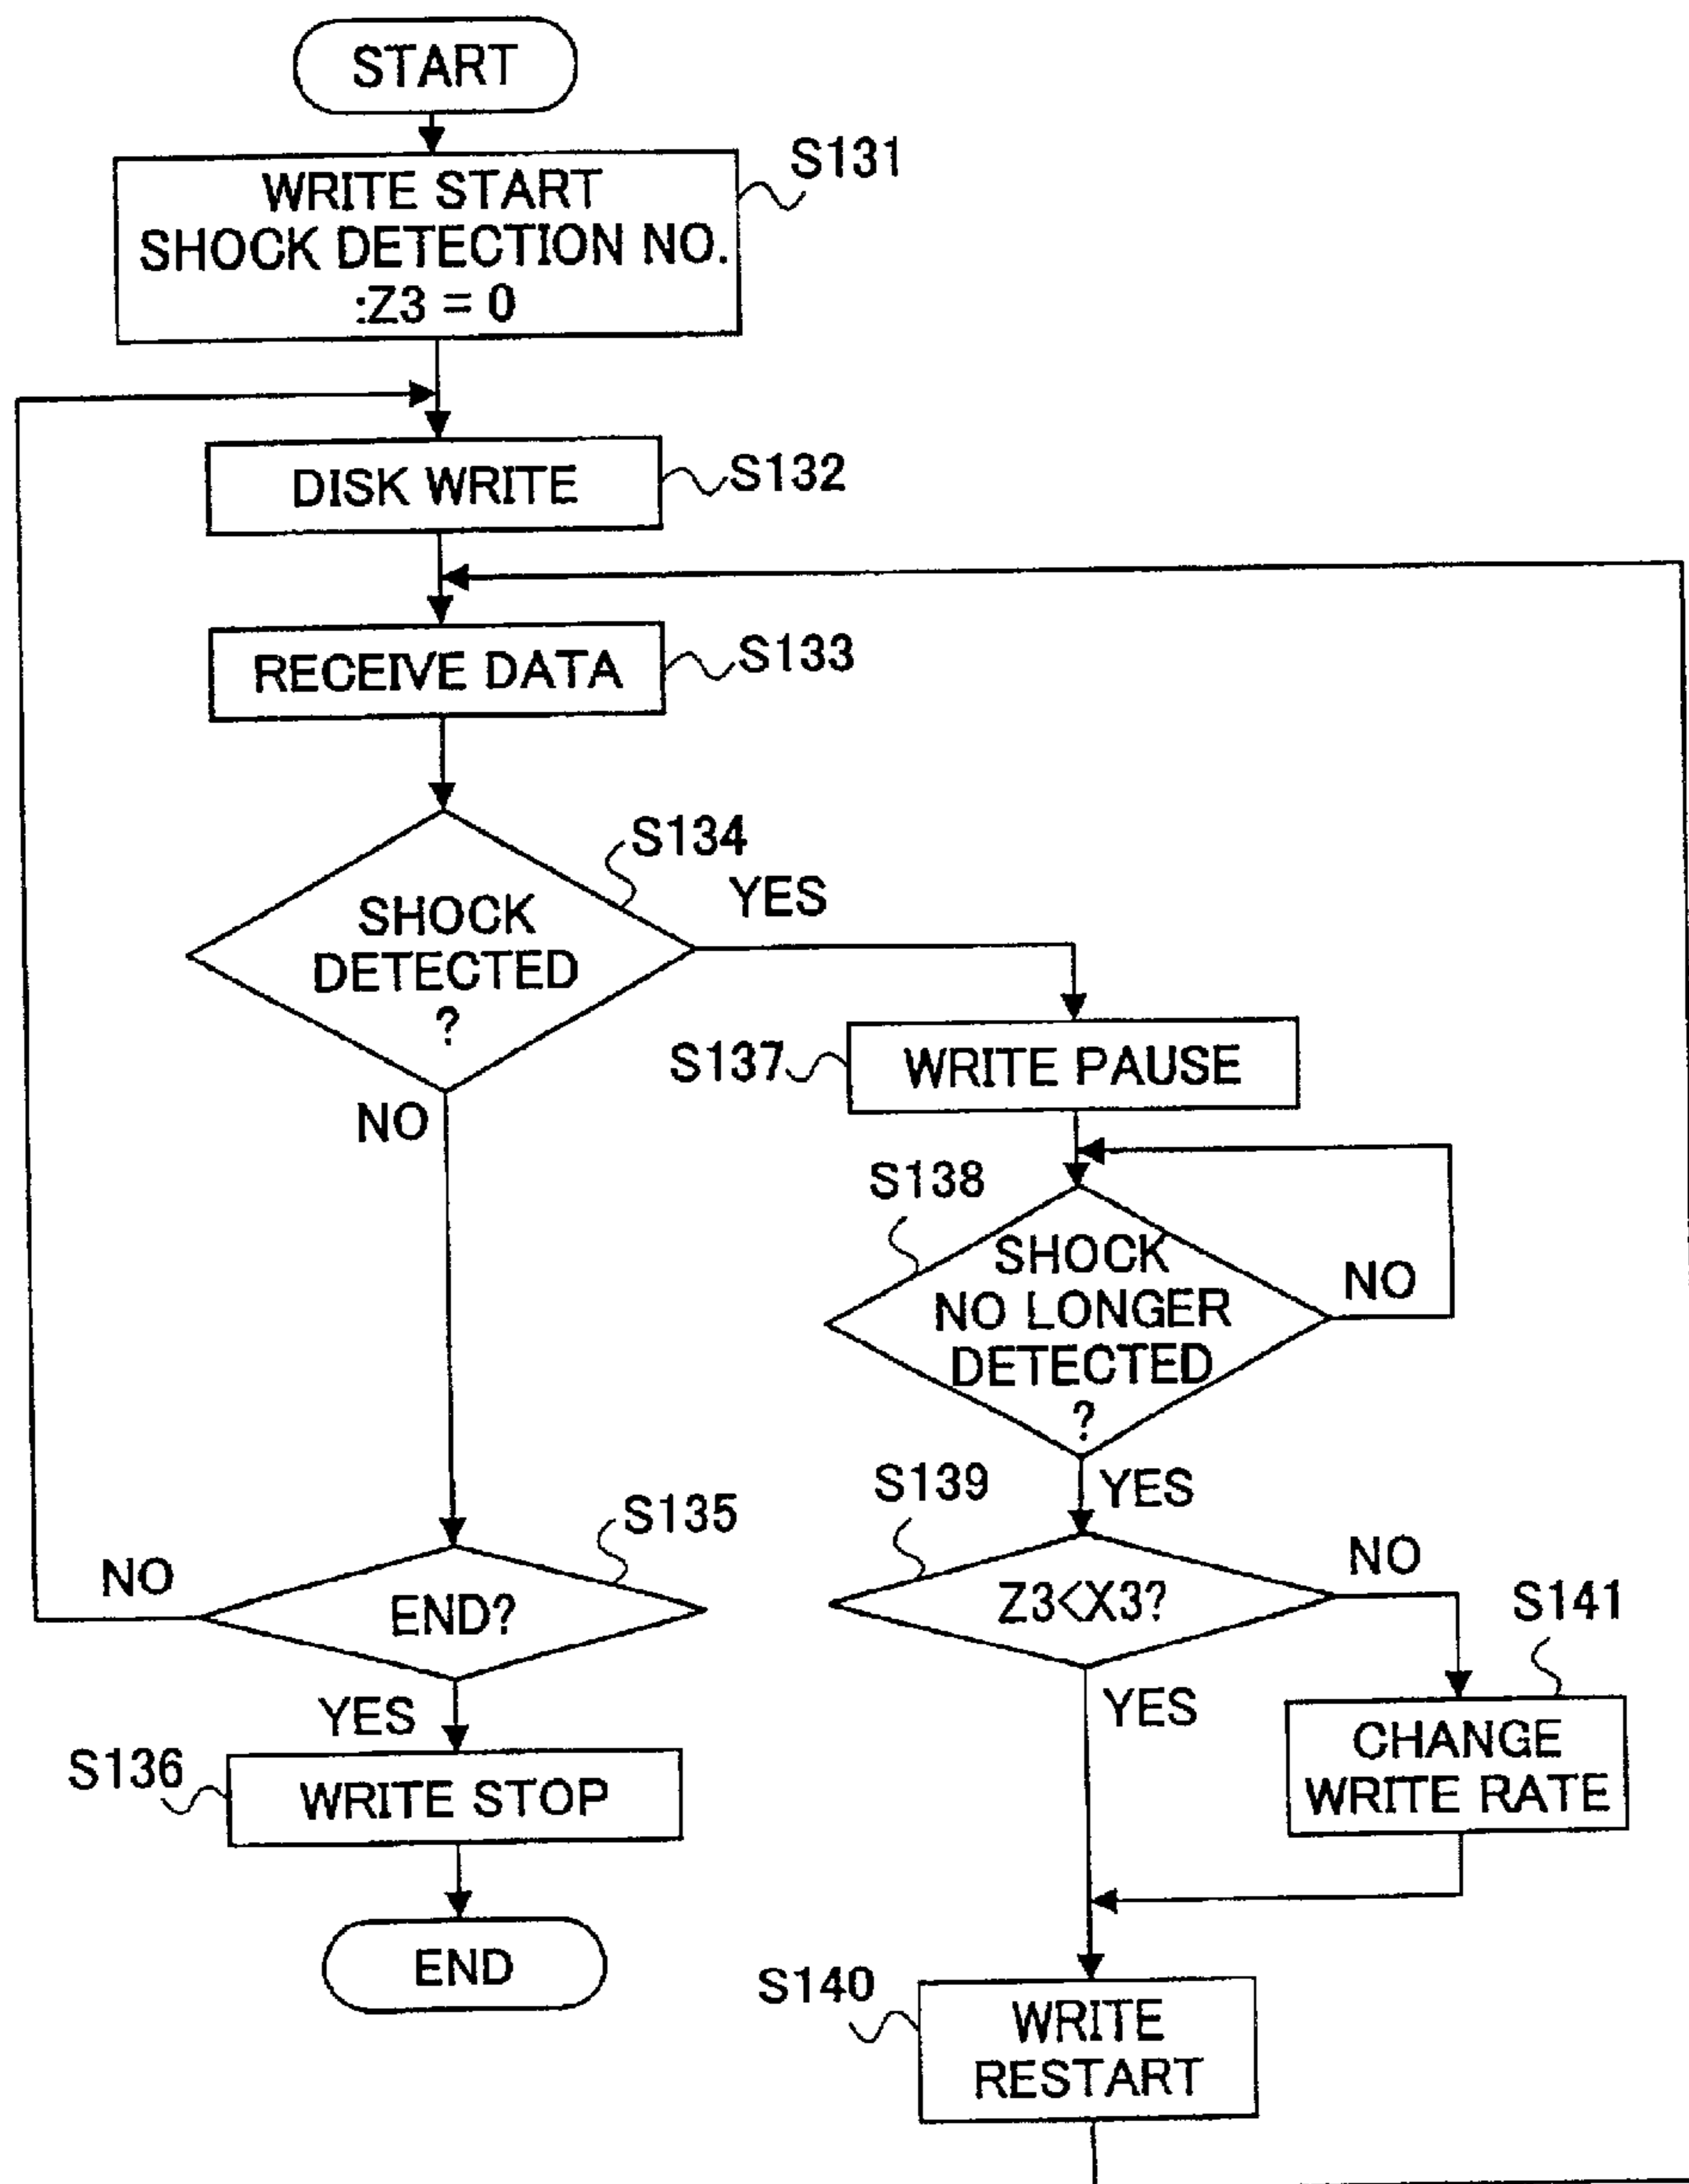 START
S131
WRITE START
SHOCK DETECTION NO.
:Z3 = 0
DISK WRITE
S132
RECEIVE DATA
S133
S134
YES
SHOCK
DETECTED
?
NO
S137
WRITE PAUSE
S138
SHOCK
NO LONGER
DETECTED
?
NO
YES
S139
S135
NO
END?
Z3<X3?
NO
S141
YES
YES
CHANGE
WRITE RATE
S136
WRITE STOP
END
S140
WRITE
RESTART